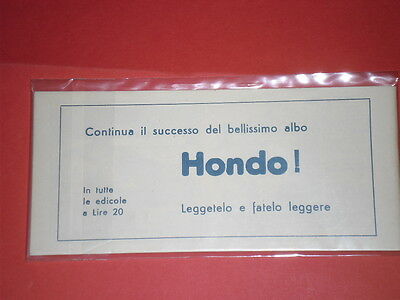 Continua il successo del bellissimo albo
Hondo!
In tutte
le edicole
a Lire 20
Leggetelo e fatelo leggere